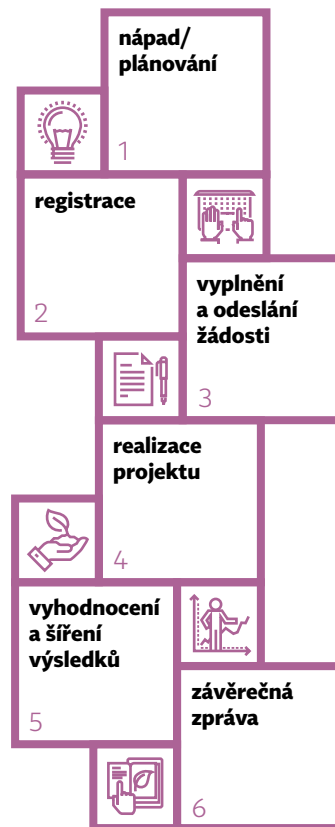 nápad/
plánování
1
registrace
2
vyplnění
a odeslání
žádosti
3
realizace
projektu
4
vyhodnocení
a šíření
výsledků
5
závěrečná
zpráva
6